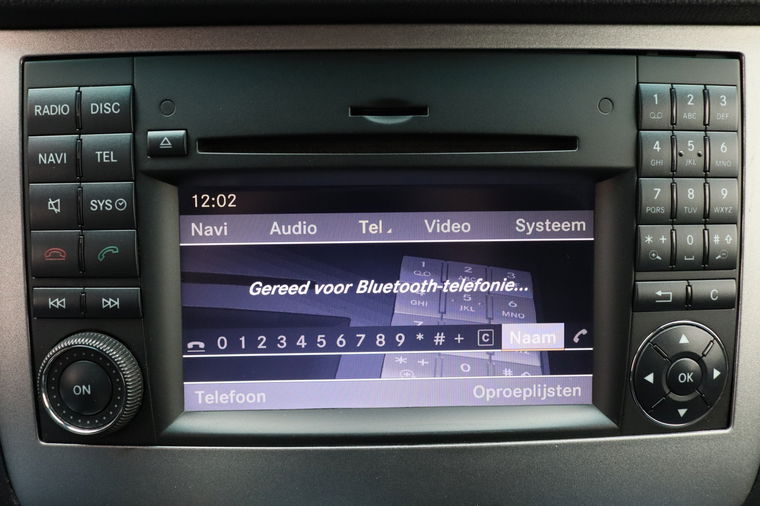 RADIO DISC
NAVI TEL
SYS
ON
12:02
Navi Audio Tel Video Systeem
Gereed voor Bluetooth-telefonie...
0 1 2 3 4 5 6 7 8 9 * # + C Naam
Telefoon Oproeplijsten
1 Q.D 2 ABC 3 DEF
4 GHI 5 JKL 6 MNO
7 PQRS 8 TUV 9 WXYZ
* + 0 # ⇧
C
OK